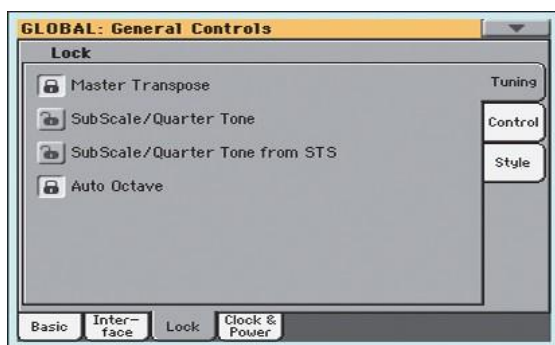 GLOBAL: General Controls
Lock
Master Transpose
SubScale/Quarter Tone
SubScale/Quarter Tone from STS
Auto Octave
Tuning
Control
Style
Basic
Inter-
face
Lock
Clock &
Power